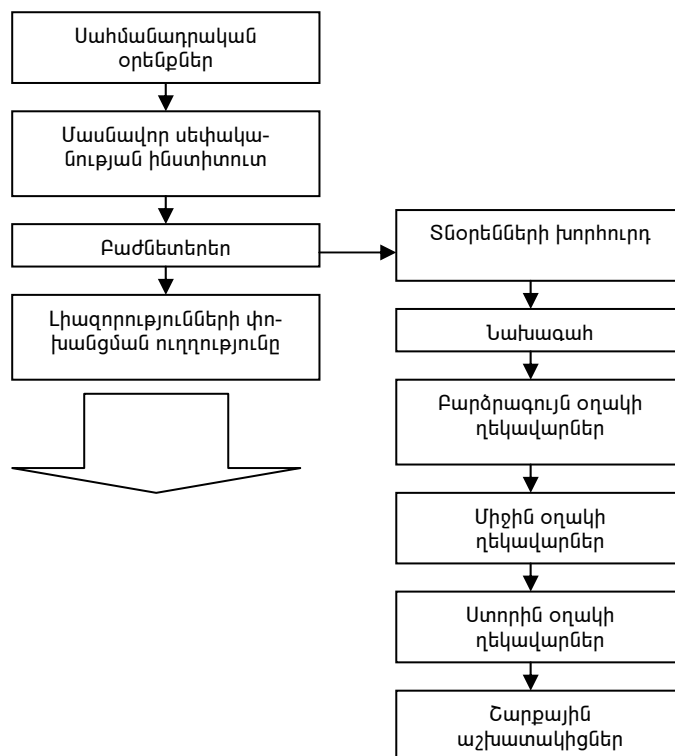 Սահմանադրական
օրենքներ
Մասնավոր սեփակա-
նության ինստիտուտ
Բաժնետերեր
Լիազորությունների փո-
խանցման ուղղությունը
Տնօրենների խորհուրդ
Նախագահ
Բարձրագույն օղակի
ղեկավարներ
Միջին օղակի
ղեկավարներ
Ստորին օղակի
ղեկավարներ
Շարքային
աշխատակիցներ